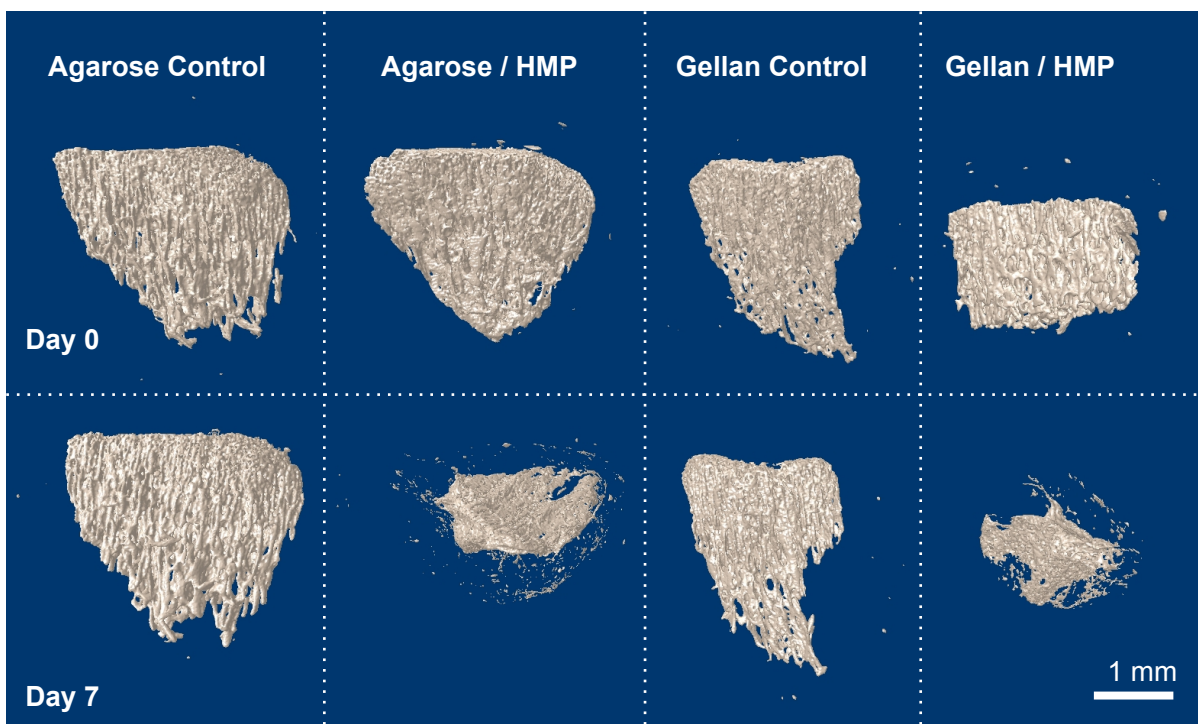 Agarose Control
Agarose / HMP
Gellan Control
Gellan / HMP
Day 0
Day 7
1 mm